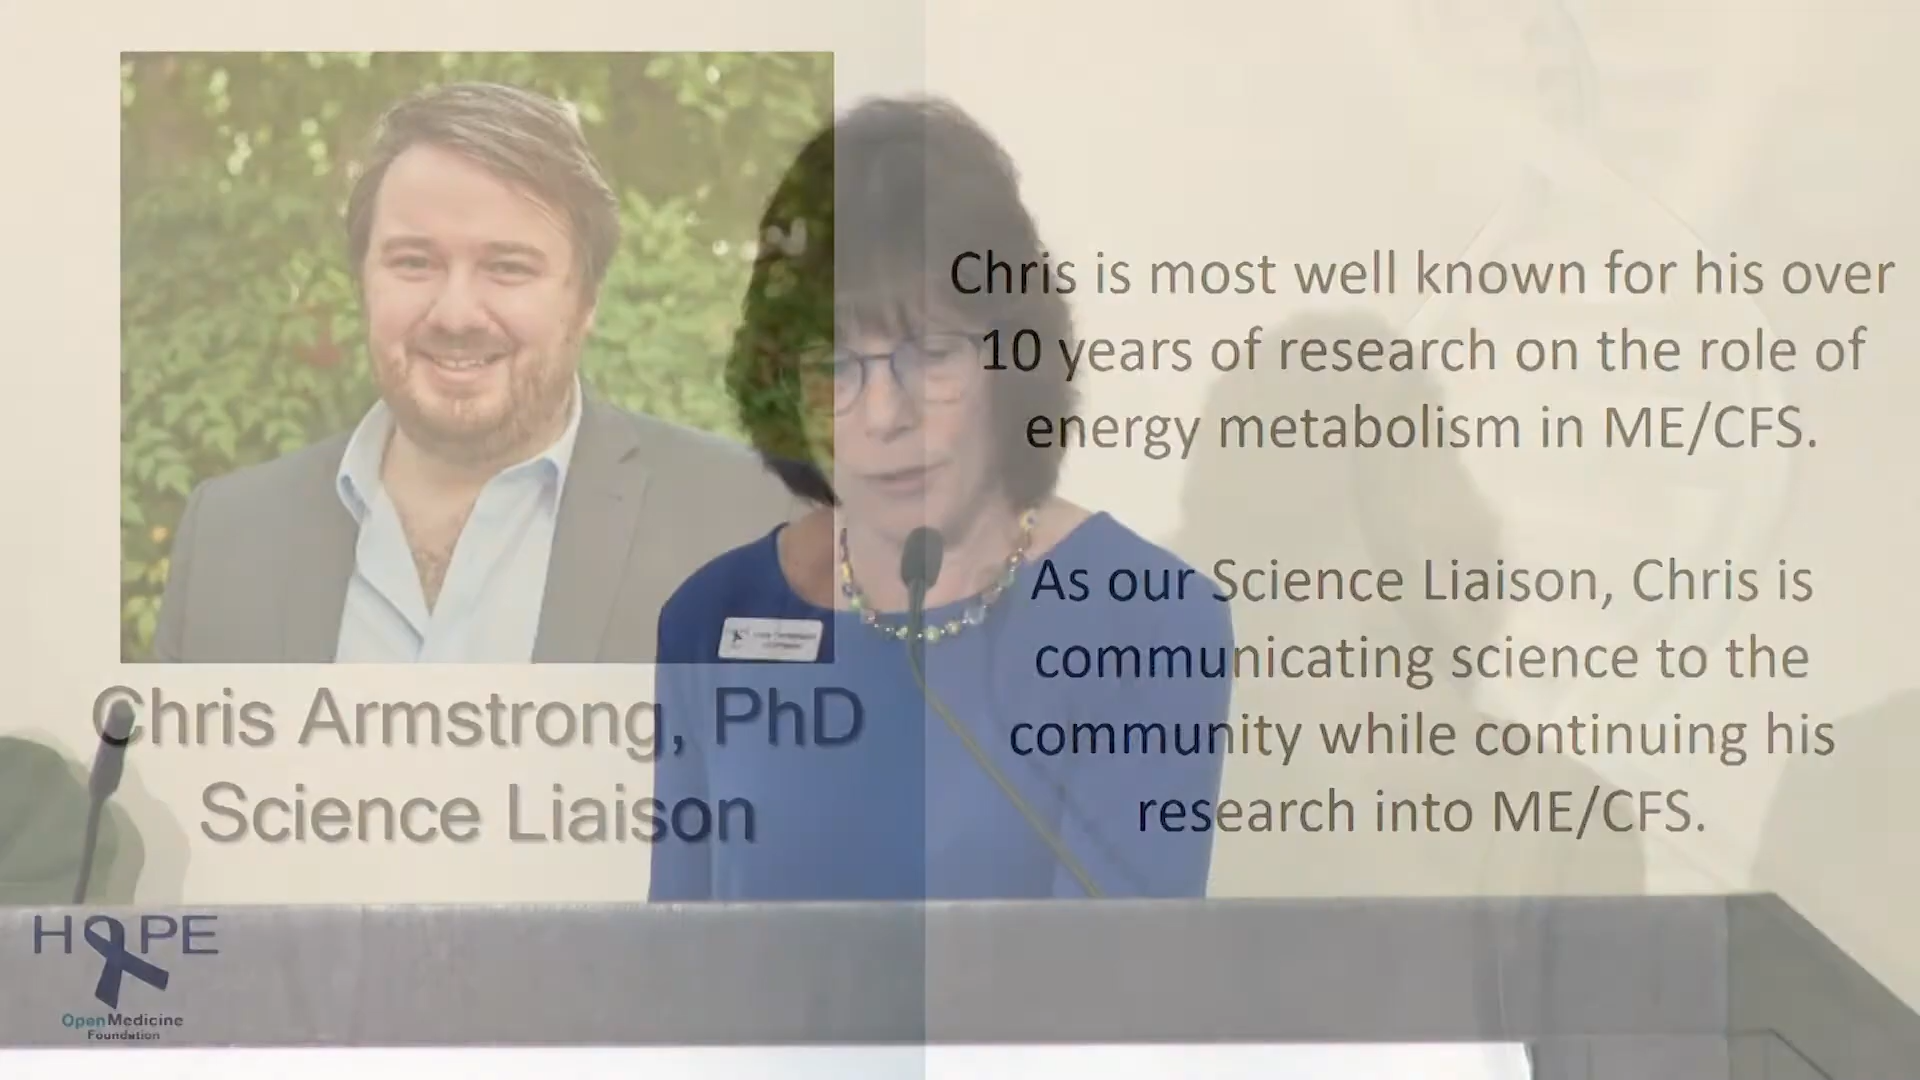 Chris is most well known for his over
10 years of research on the role of
energy metabolism in ME/CFS.
As our Science Liaison, Chris is
communicating science to the
community while continuing his
research into ME/CFS.
Chris Armstrong, PhD
Science Liaison
HOPE
OpenMedicine
Foundation